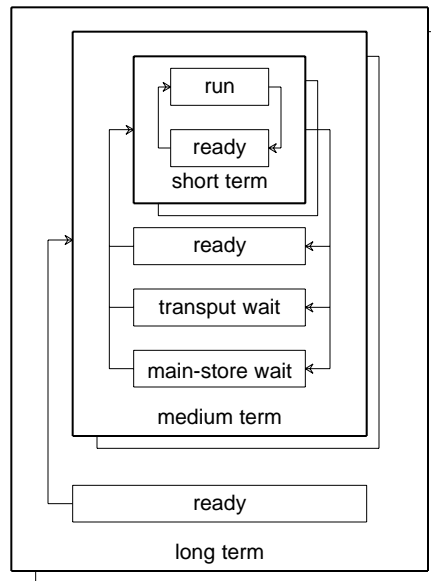 run
ready
short term
ready
transput wait
main-store wait
medium term
ready
long term